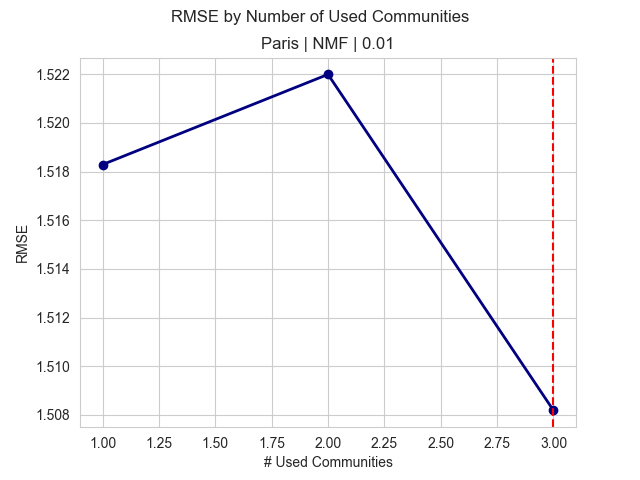 RMSE by Number of Used Communities
Paris | NMF | 0.01
1.522
1.520
1.518
1.516
1.514
1.512
1.510
1.508
RMSE
1.00 1.25 1.50 1.75 2.00 2.25 2.50 2.75 3.00
# Used Communities